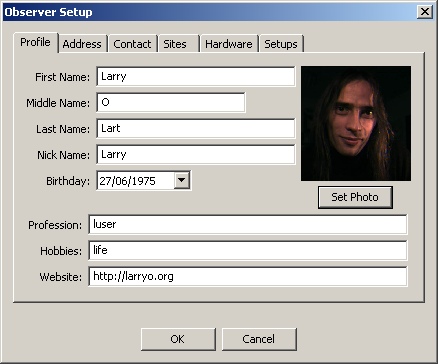 Observer Setup
Profile Address Contact Sites Hardware Setups
First Name: Larry
Middle Name: O
Last Name: Lart
Nick Name: Larry
Birthday: 27/06/1975
Set Photo
Profession: luser
Hobbies: life
Website: http://larryo.org
OK Cancel